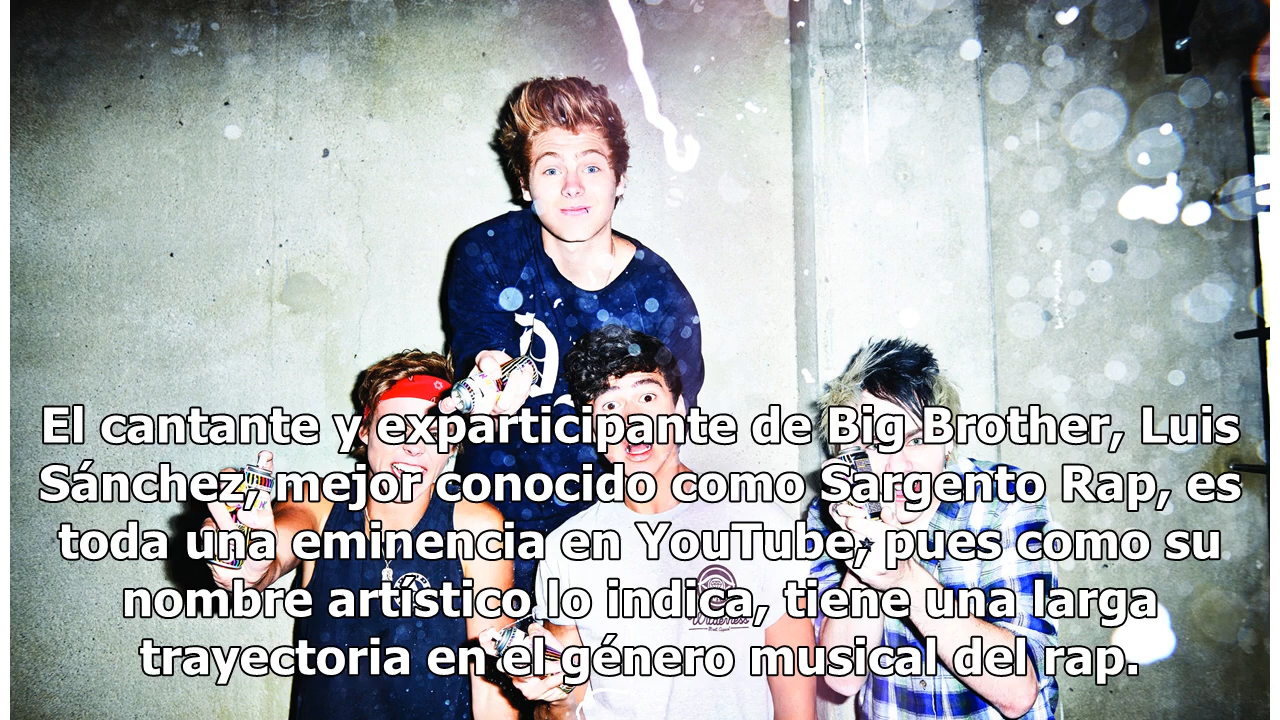 El cantante y exparticipante de Big Brother, Luis
Sánchez, mejor conocido como Sargento Rap, es
toda una eminencia en YouTube, pues como su
nombre artístico lo indica, tiene una larga
trayectoria en el género musical del rap.
Wilderness